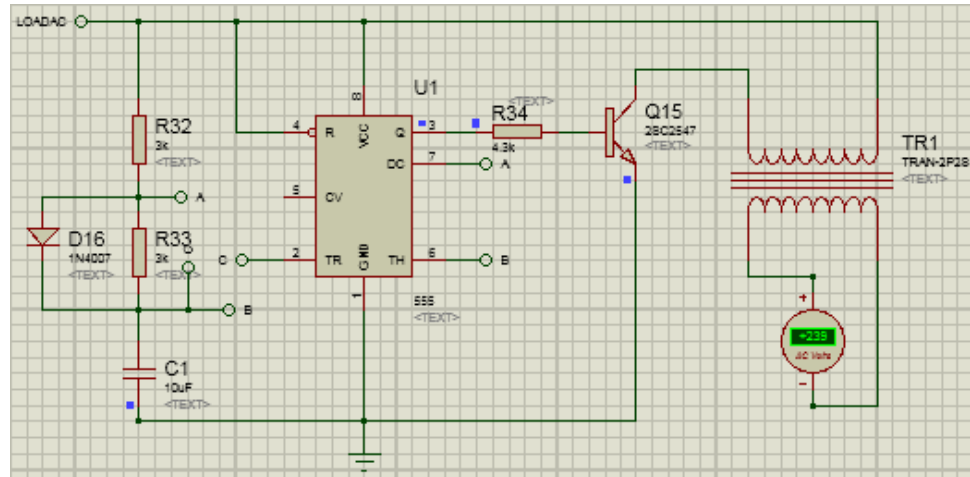 LOADAC
R32
3k
<TEXT>
A
D16
1N4007
<TEXT>
R33
3k
<TEXT>
C
B
C1
10uF
<TEXT>
U1
8
VCC
4
R
Q
3
DC
7
A
5
CV
C
2
TR
GND
TH
6
B
1
555
<TEXT>
R34
<TEXT>
4.3k
Q15
2SC2547
<TEXT>
TR1
TRAN-2P2S
<TEXT>
+
+239
AC Volts
-